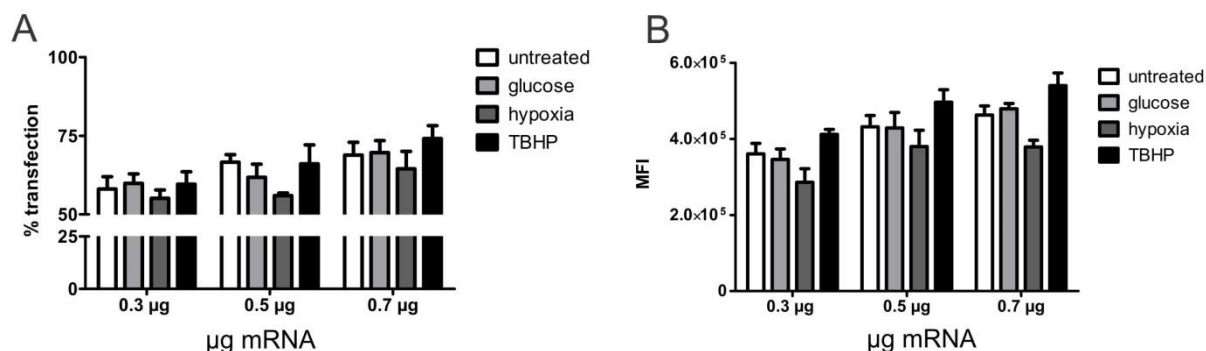 A
100
75
50
25
0
% transfection
0.3 µg
0.5 µg
0.7 µg
µg mRNA
untreated
glucose
hypoxia
TBHP
B
6.0×10⁵
4.0×10⁵
2.0×10⁵
0
MFI
0.3 µg
0.5 µg
0.7 µg
µg mRNA
untreated
glucose
hypoxia
TBHP